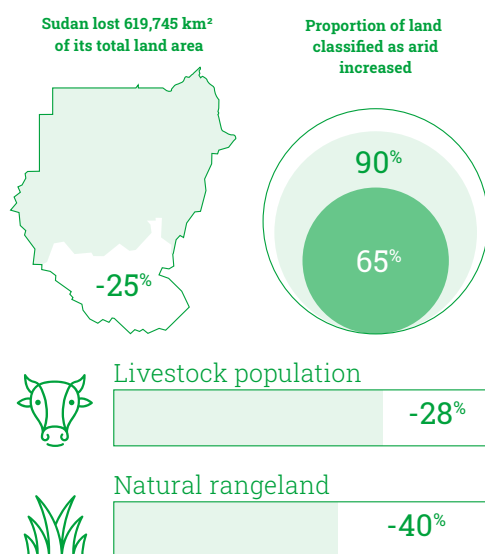 Sudan lost 619,745 km²
of its total land area
Proportion of land
classified as arid
increased
-25%
90%
65%
Livestock population
-28%
Natural rangeland
-40%